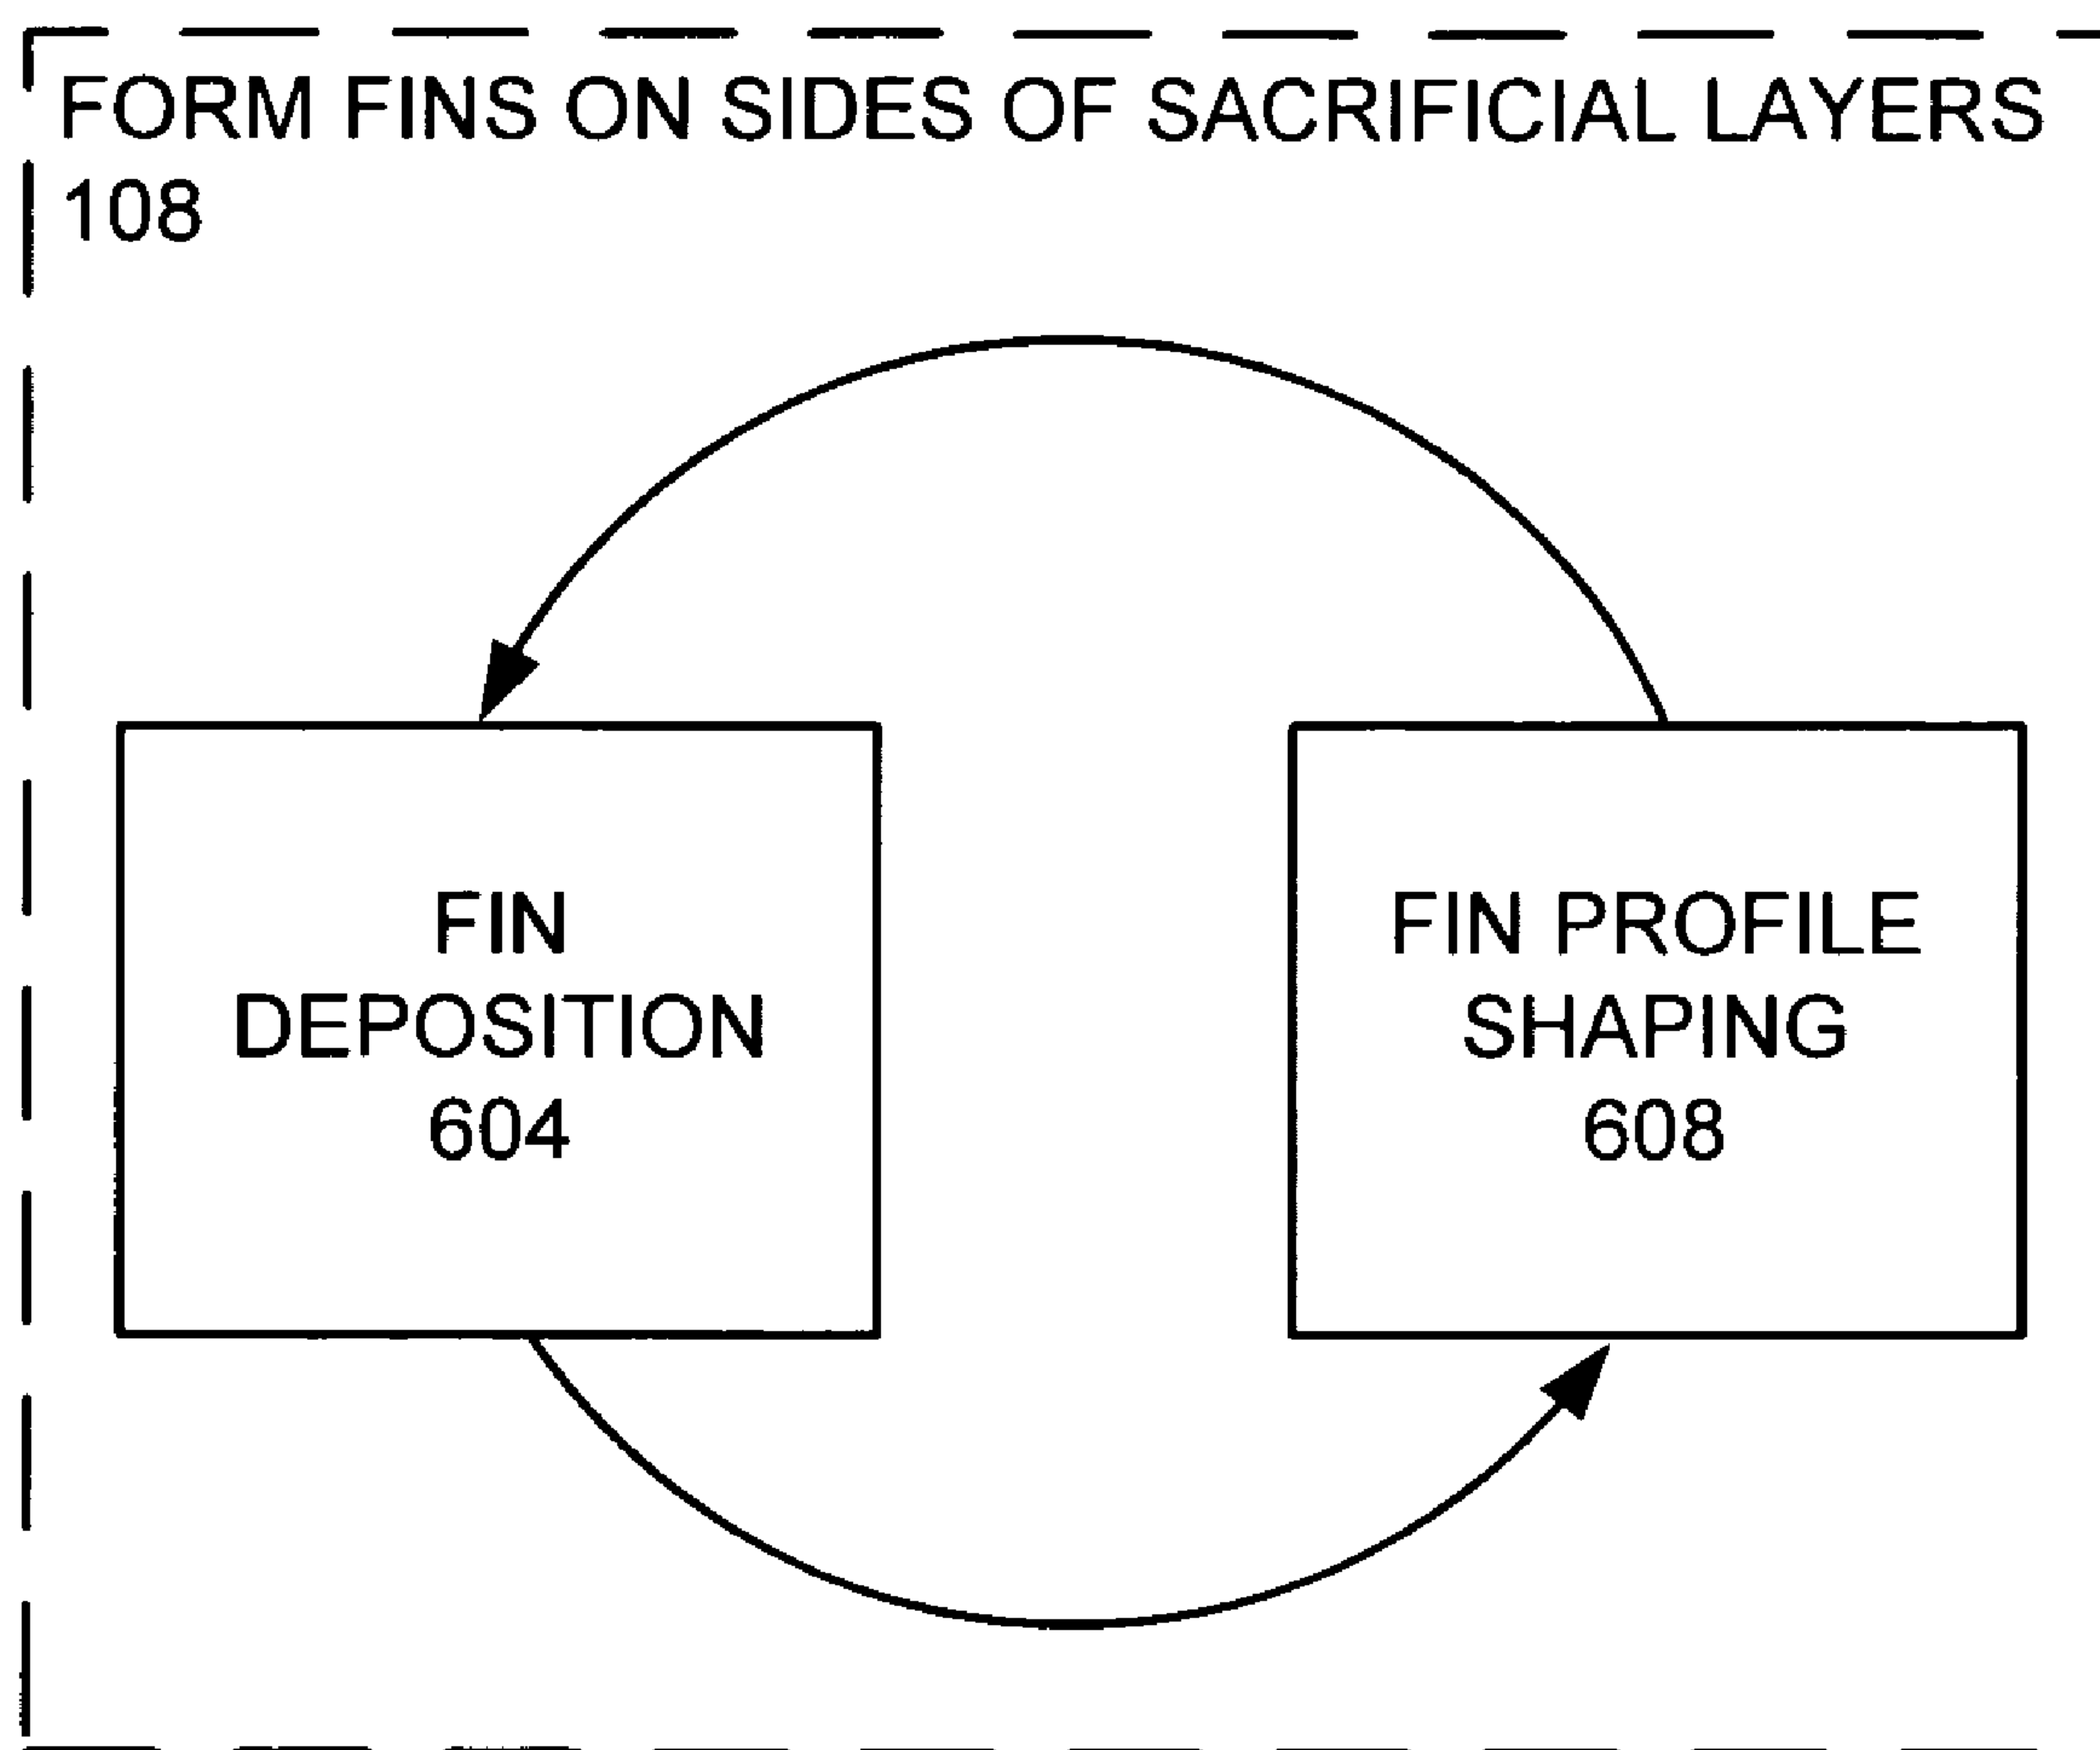 FORM FINS ON SIDES OF SACRIFICIAL LAYERS
108
FIN
DEPOSITION
604
FIN PROFILE
SHAPING
608